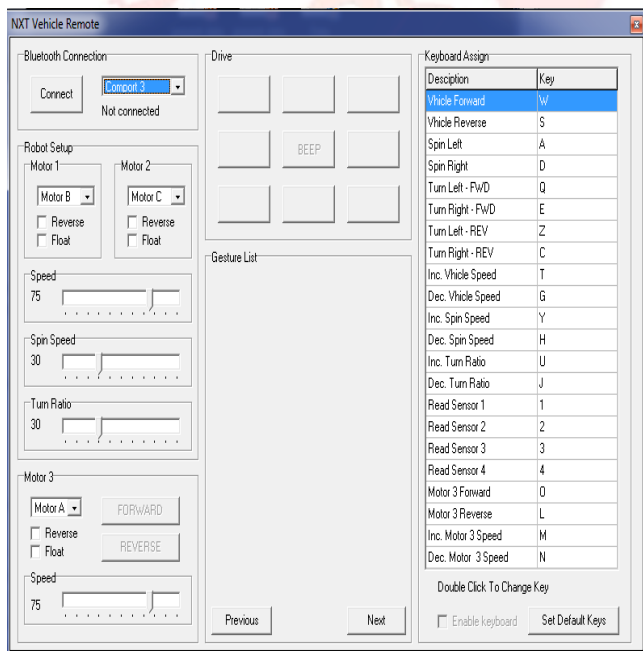 NXT Vehicle Remote
Bluetooth Connection
Connect
Comport 3
Not connected
Robot Setup
Motor 1
Motor B
Reverse
Float
Motor 2
Motor C
Reverse
Float
Speed
75
Spin Speed
30
Turn Ratio
30
Motor 3
Motor A
FORWARD
Reverse
Float
REVERSE
Speed
75
Drive
BEEP
Gesture List
Previous
Next
Keyboard Assign
Desciption Key
Vhicle Forward W
Vhicle Reverse S
Spin Left A
Spin Right D
Turn Left - FWD Q
Turn Right - FWD E
Turn Left - REV Z
Turn Right - REV C
Inc. Vhicle Speed T
Dec. Vhicle Speed G
Inc. Spin Speed Y
Dec. Spin Speed H
Inc. Turn Ratio U
Dec. Turn Ratio J
Read Sensor 1 1
Read Sensor 2 2
Read Sensor 3 3
Read Sensor 4 4
Motor 3 Forward O
Motor 3 Reverse L
Inc. Motor 3 Speed M
Dec. Motor 3 Speed N
Double Click To Change Key
Enable keyboard
Set Default Keys